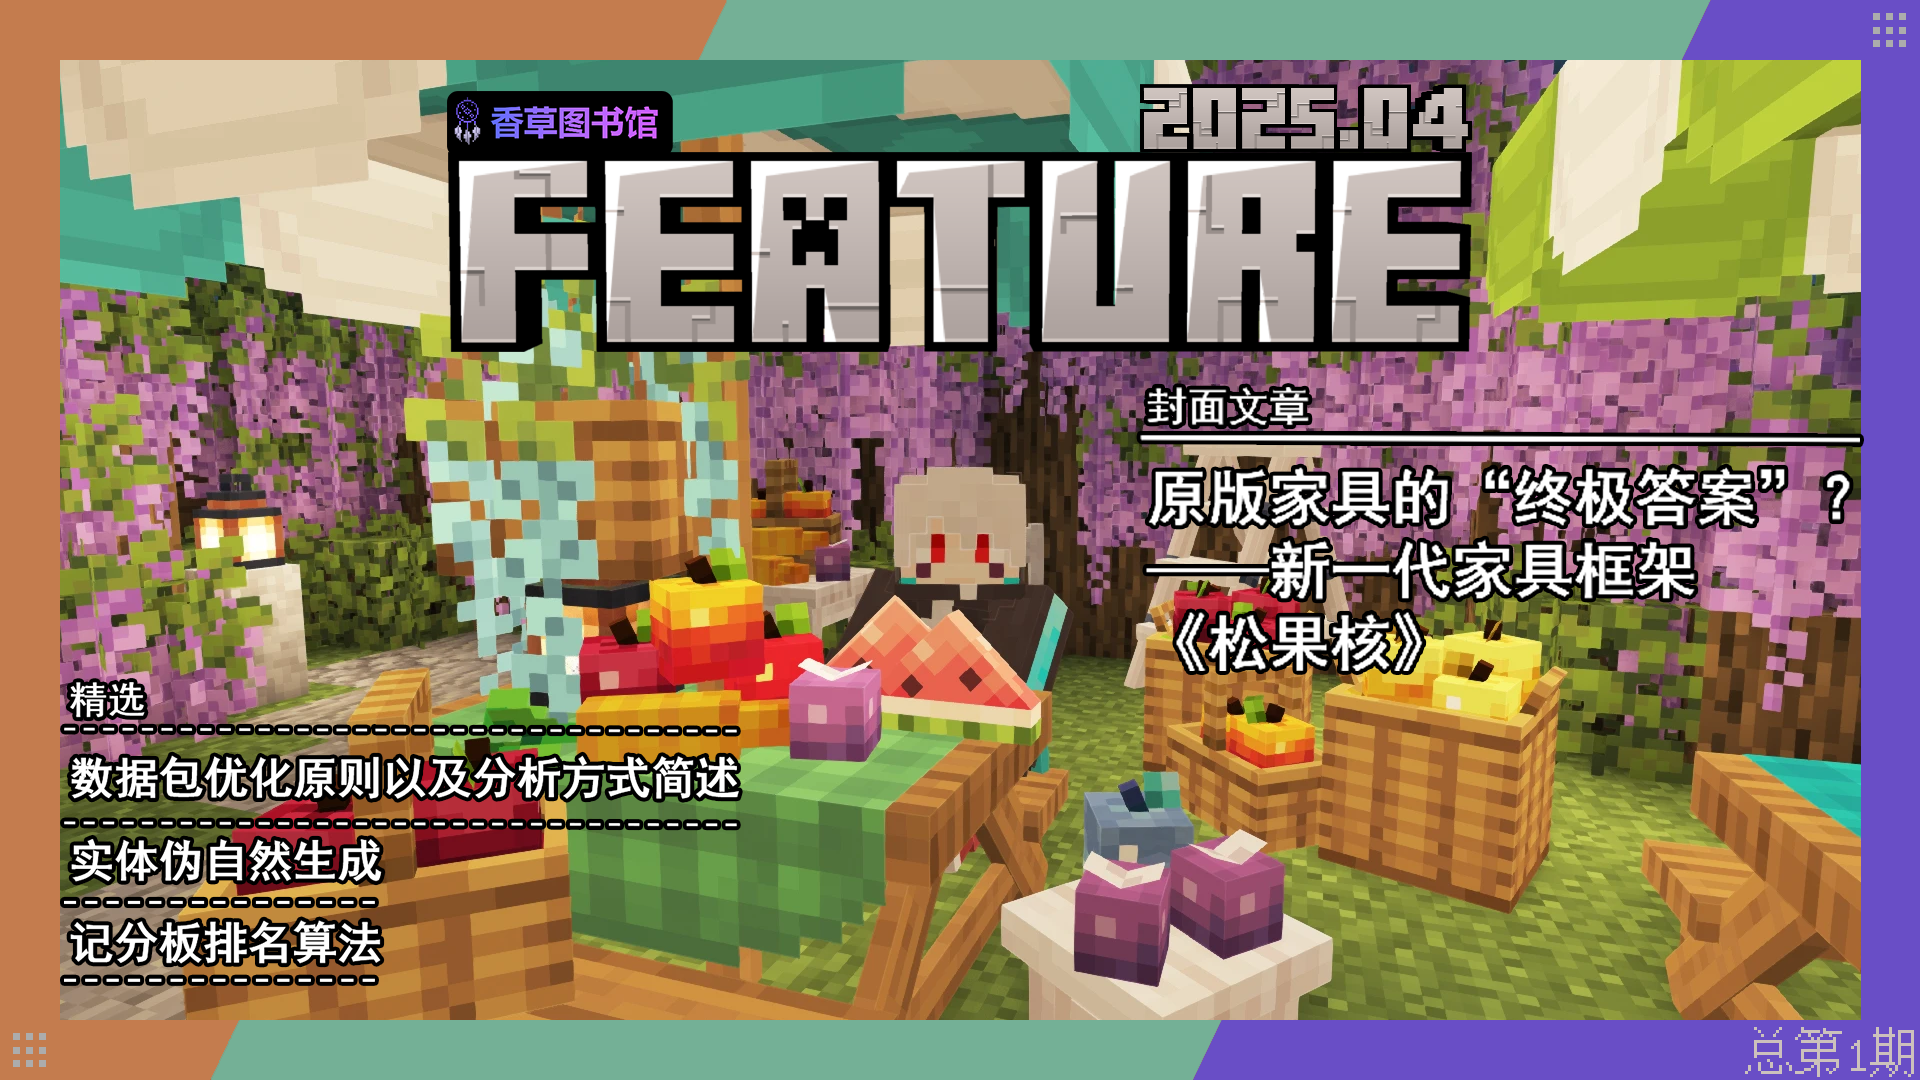 香草图书馆
2025.04
FEATURE
封面文章
原版家具的“终极答案”？
——新一代家具框架
《松果核》
精选
数据包优化原则以及分析方式简述
实体伪自然生成
记分板排名算法
总第1期